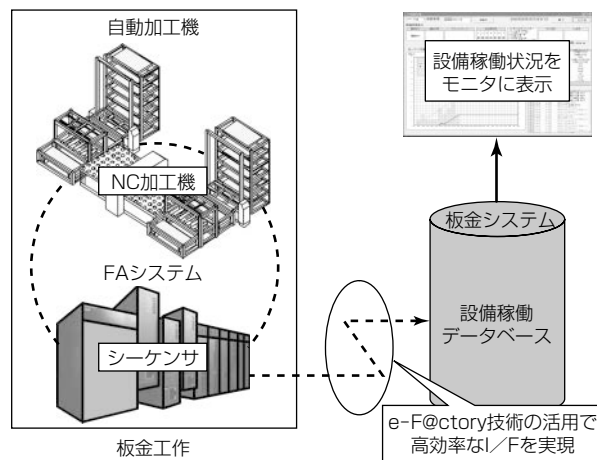 自動加工機
NC加工機
FAシステム
シーケンサ
板金工作
設備稼働状況を
モニタに表示
板金システム
設備稼働
データベース
e-F@ctory技術の活用で
高効率なI/Fを実現